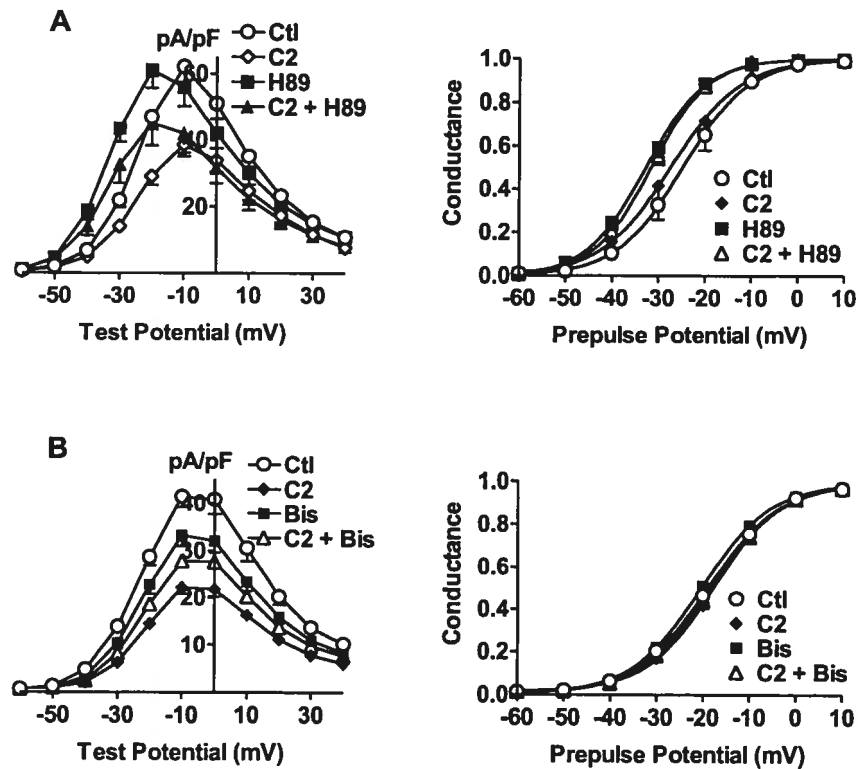 A
pA/pF
Ctl
C2
H89
C2 + H89
60
40
20
-50 -30 -10 10 30
Test Potential (mV)
Conductance
1.0
0.8
0.6
0.4
0.2
0.0
Ctl
C2
H89
C2 + H89
-60 -50 -40 -30 -20 -10 0 10
Prepulse Potential (mV)
B
pA/pF
Ctl
C2
Bis
C2 + Bis
40
30
20
10
-50 -30 -10 10 30
Test Potential (mV)
Conductance
1.0
0.8
0.6
0.4
0.2
0.0
Ctl
C2
Bis
C2 + Bis
-60 -50 -40 -30 -20 -10 0 10
Prepulse Potential (mV)